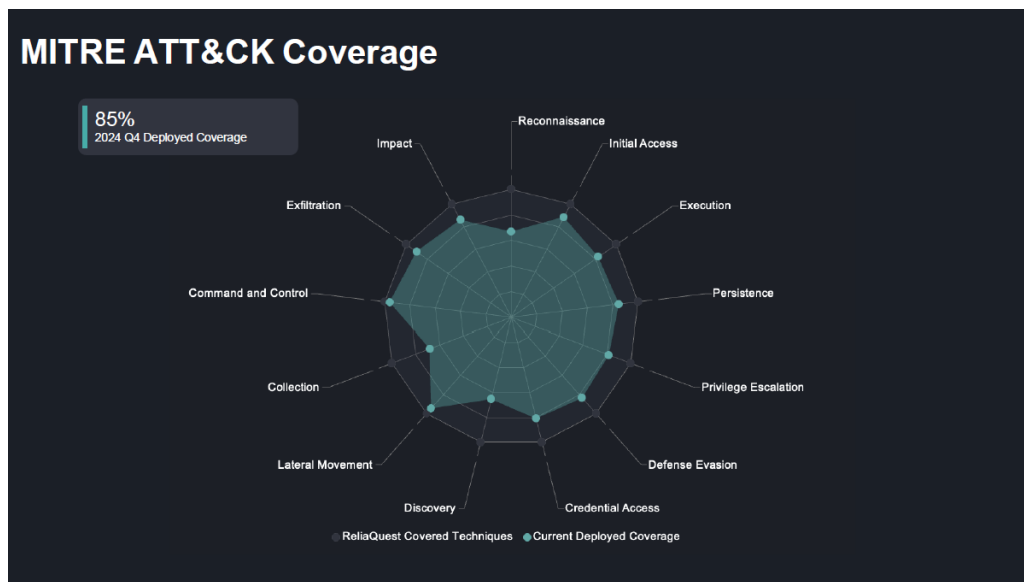 MITRE ATT&CK Coverage
85%
2024 Q4 Deployed Coverage
Reconnaissance
Impact
Initial Access
Exfiltration
Execution
Command and Control
Persistence
Collection
Privilege Escalation
Lateral Movement
Defense Evasion
Discovery
Credential Access
ReliaQuest Covered Techniques
Current Deployed Coverage